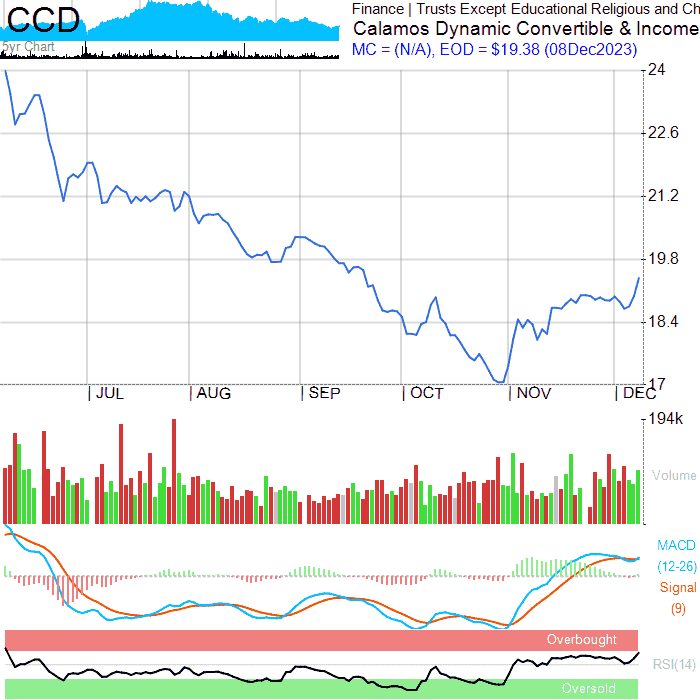 CCD
5yr Chart
Finance | Trusts Except Educational Religious and Ch
Calamos Dynamic Convertible & Income
MC = (N/A), EOD = $19.38 (08Dec2023)
24
22.6
21.2
19.8
18.4
17
JUL
AUG
SEP
OCT
NOV
DEC
194k
Volume
MACD
(12-26)
Signal
(9)
Overbought
RSI(14)
Oversold